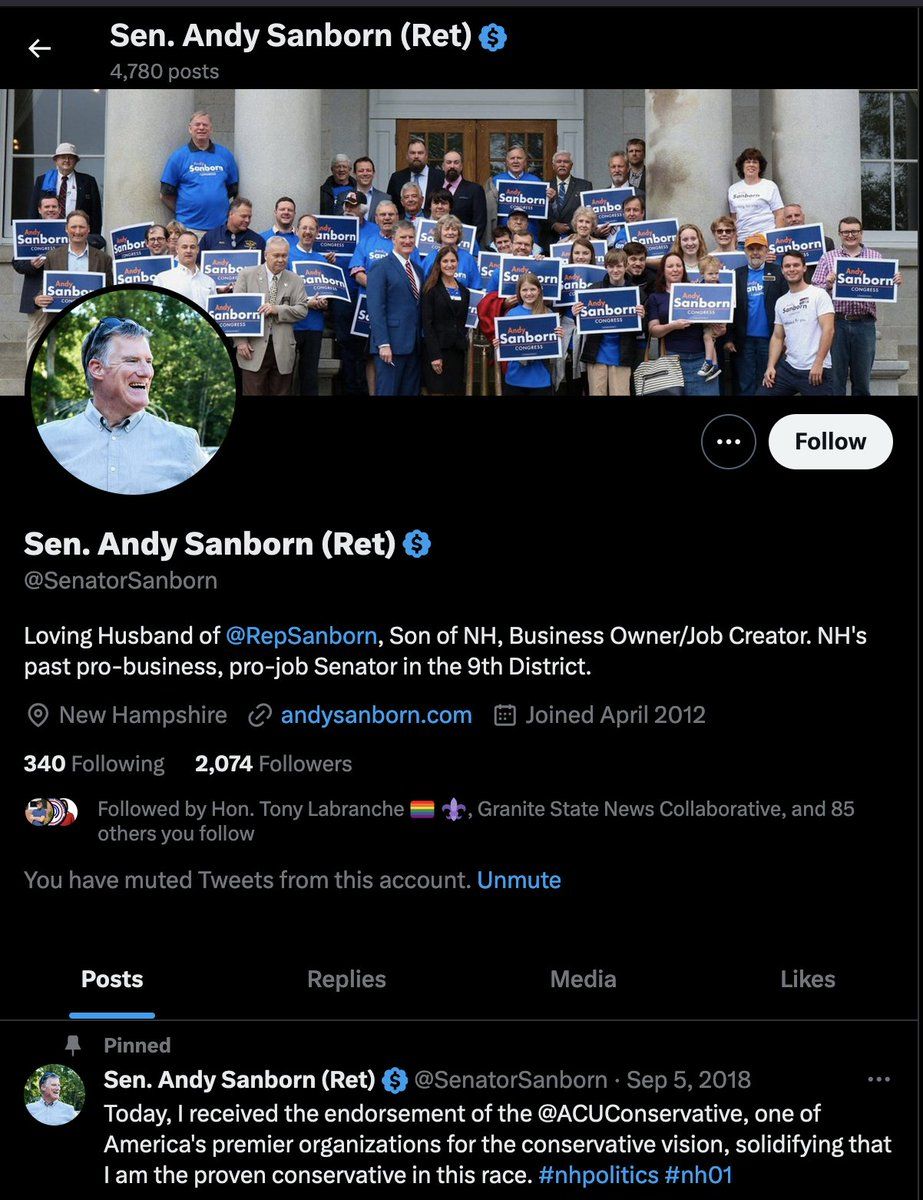 Sen. Andy Sanborn (Ret)
4,780 posts
Andy
Sanborn
CONGRESS
Follow
Sen. Andy Sanborn (Ret)
@SenatorSanborn
Loving Husband of @RepSanborn, Son of NH, Business Owner/Job Creator. NH's
past pro-business, pro-job Senator in the 9th District.
New Hampshire andysanborn.com Joined April 2012
340 Following 2,074 Followers
Followed by Hon. Tony Labranche 🏳️‍🌈 ⚜, Granite State News Collaborative, and 85
others you follow
You have muted Tweets from this account. Unmute
Posts Replies Media Likes
Pinned
Sen. Andy Sanborn (Ret) @SenatorSanborn · Sep 5, 2018
Today, I received the endorsement of the @ACUConservative, one of
America's premier organizations for the conservative vision, solidifying that
I am the proven conservative in this race. #nhpolitics #nh01